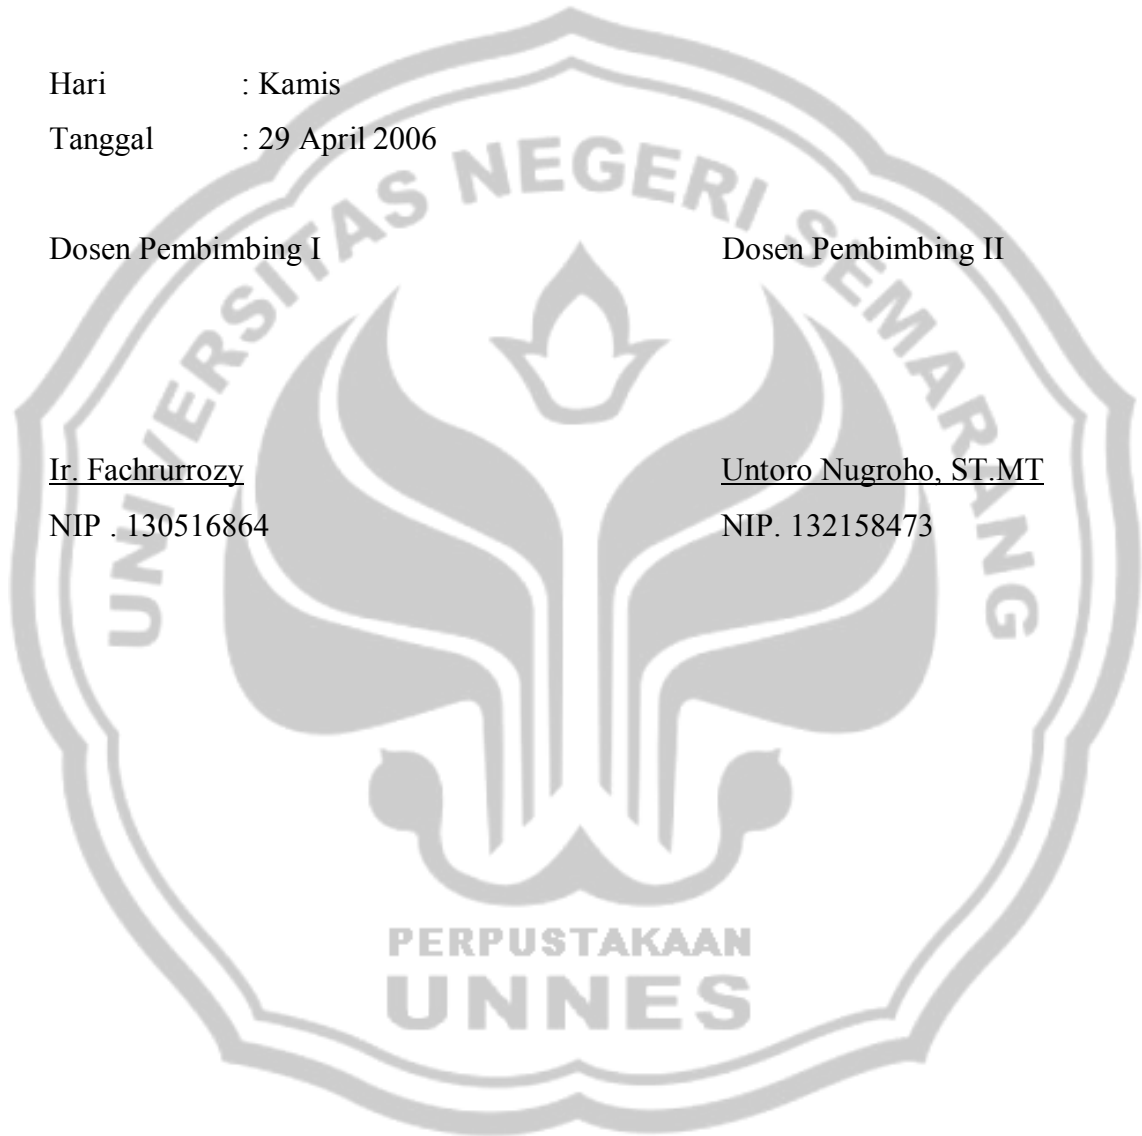 Hari : Kamis
Tanggal : 29 April 2006
Dosen Pembimbing I Dosen Pembimbing II
Ir. Fachrurrozy Untoro Nugroho, ST.MT
NIP . 130516864 NIP. 132158473
UNIVERSITAS NEGERI SEMARANG
PERPUSTAKAAN
UNNES